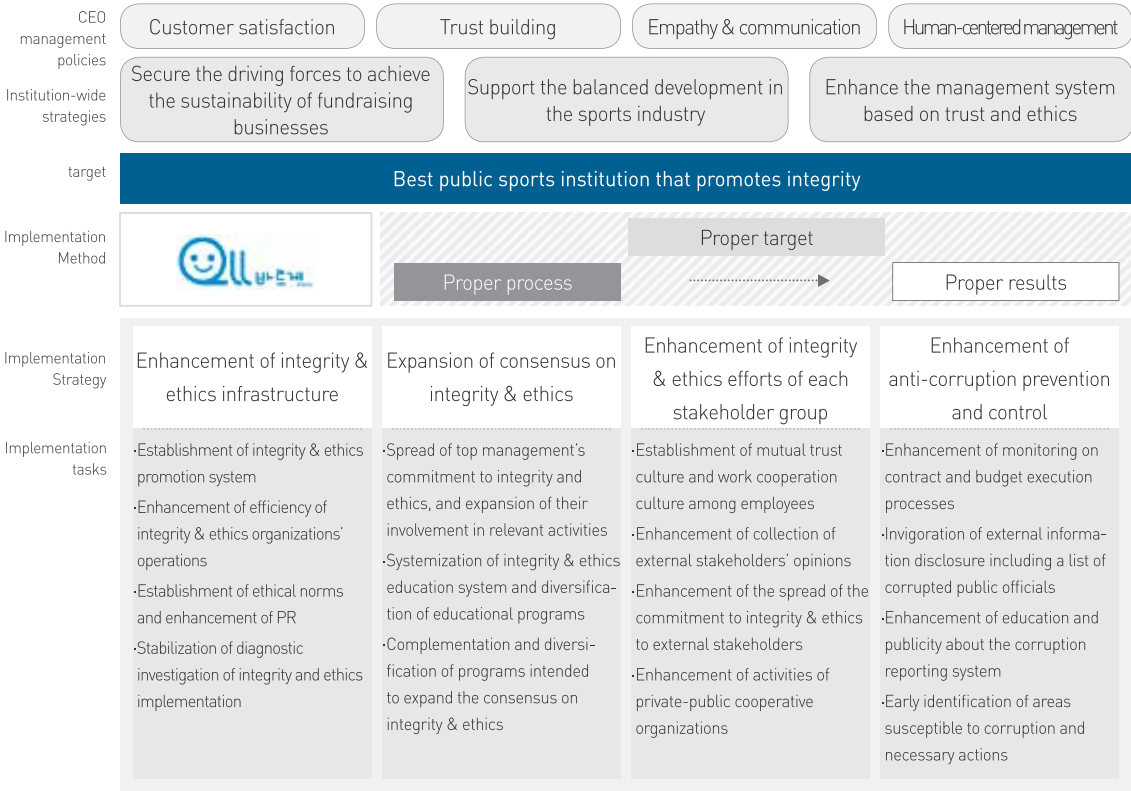 CEO
management
policies
Customer satisfaction
Trust building
Empathy & communication
Human-centered management
Institution-wide
strategies
Secure the driving forces to achieve
the sustainability of fundraising
businesses
Support the balanced development in
the sports industry
Enhance the management system
based on trust and ethics
target
Best public sports institution that promotes integrity
Implementation
Method
바른게
Proper process
Proper target
Proper results
Implementation
Strategy
Enhancement of integrity &
ethics infrastructure
Expansion of consensus on
integrity & ethics
Enhancement of integrity
& ethics efforts of each
stakeholder group
Enhancement of
anti-corruption prevention
and control
Implementation
tasks
·Establishment of integrity & ethics
promotion system
·Enhancement of efficiency of
integrity & ethics organizations’
operations
·Establishment of ethical norms
and enhancement of PR
·Stabilization of diagnostic
investigation of integrity and ethics
implementation
·Spread of top management’s
commitment to integrity and
ethics, and expansion of their
involvement in relevant activities
·Systemization of integrity & ethics
education system and diversifica-
tion of educational programs
·Complementation and diversi-
fication of programs intended
to expand the consensus on
integrity & ethics
·Establishment of mutual trust
culture and work cooperation
culture among employees
·Enhancement of collection of
external stakeholders’ opinions
·Enhancement of the spread of the
commitment to integrity & ethics
to external stakeholders
·Enhancement of activities of
private-public cooperative
organizations
·Enhancement of monitoring on
contract and budget execution
processes
·Invigoration of external informa-
tion disclosure including a list of
corrupted public officials
·Enhancement of education and
publicity about the corruption
reporting system
·Early identification of areas
susceptible to corruption and
necessary actions